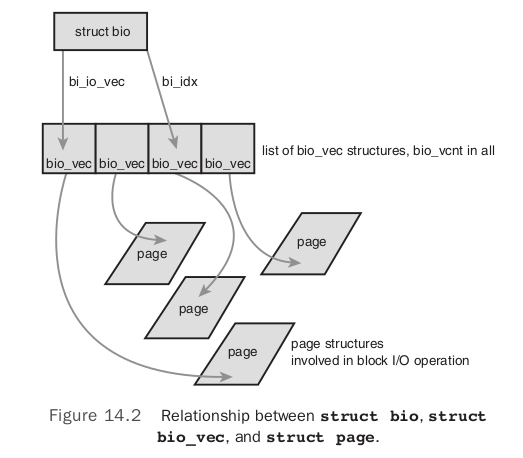 struct bio
bi_io_vec
bi_idx
bio_vec bio_vec bio_vec bio_vec
list of bio_vec structures, bio_vcnt in all
page
page
page
page
page structures
involved in block I/O operation
Figure 14.2 Relationship between struct bio, struct
bio_vec, and struct page.